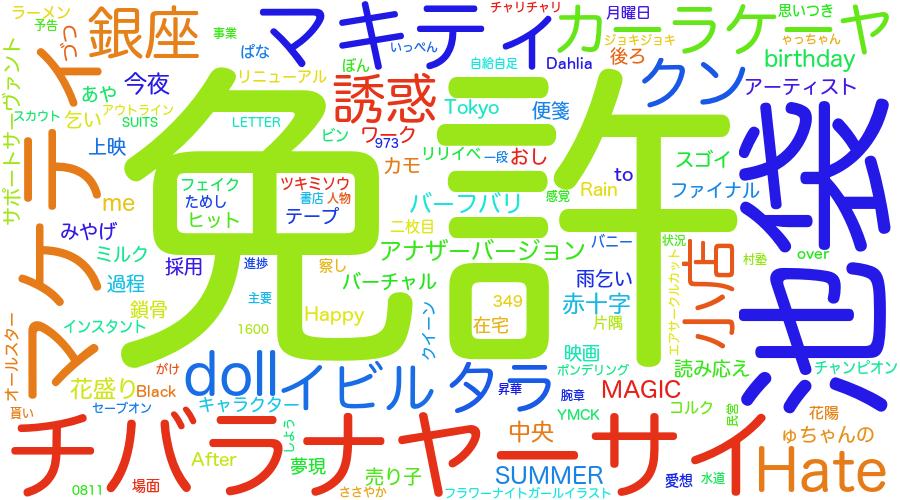 チャリチャリ
ラーメン
予告
ごっつ
銀座
事業
マキティ
いっぺん
カーラケーヤ
月曜日
思いつき
ジョキジョキ
ゃっちゃん
後ろ
birthday
ぱな
ぽん
自給自足
Dahlia
サポートサーヴァント
マケティ
ティ
今夜
リニューアル
誘惑
クン
アーティスト
あや
スカウト
アウトライン
乞い
SUITS
LETTER
Tokyo
便箋
ビン
ワーク
973
上映
カモ
リリイベ
一段
おし
スゴイ
池袋
免許
午
フェイク
ツキミソウ
ためし
書店
人物
ヒット
テープ
感覚
Rain
to
ファイナル
me
バーフバリ
二枚目
みやげ
アナザーバージョン
バニー
状況
小店
over
村塾
ミルク
採用
進捗
察し
バーチャル
雨乞い
エアサークルカット
過程
主要
349
赤十字
鎖骨
Happy
在宅
片隅
インスタント
1600
クイーン
映画
読み応え
オールスター
doll
イビル
タラ
ポンデリング
チャンピオン
がけ
花盛り
Black
昇華
腕章
MAGIC
貰い
セーブオン
キャラクター
YMCK
コルク
民宮
花陽
チバラナヤーサイ
しょう
中央
ゅちゃんの
After
夢現
売り子
SUMMER
Hate
愛想
水道
0811
場面
ささやか
フラワーナイトガールイラスト